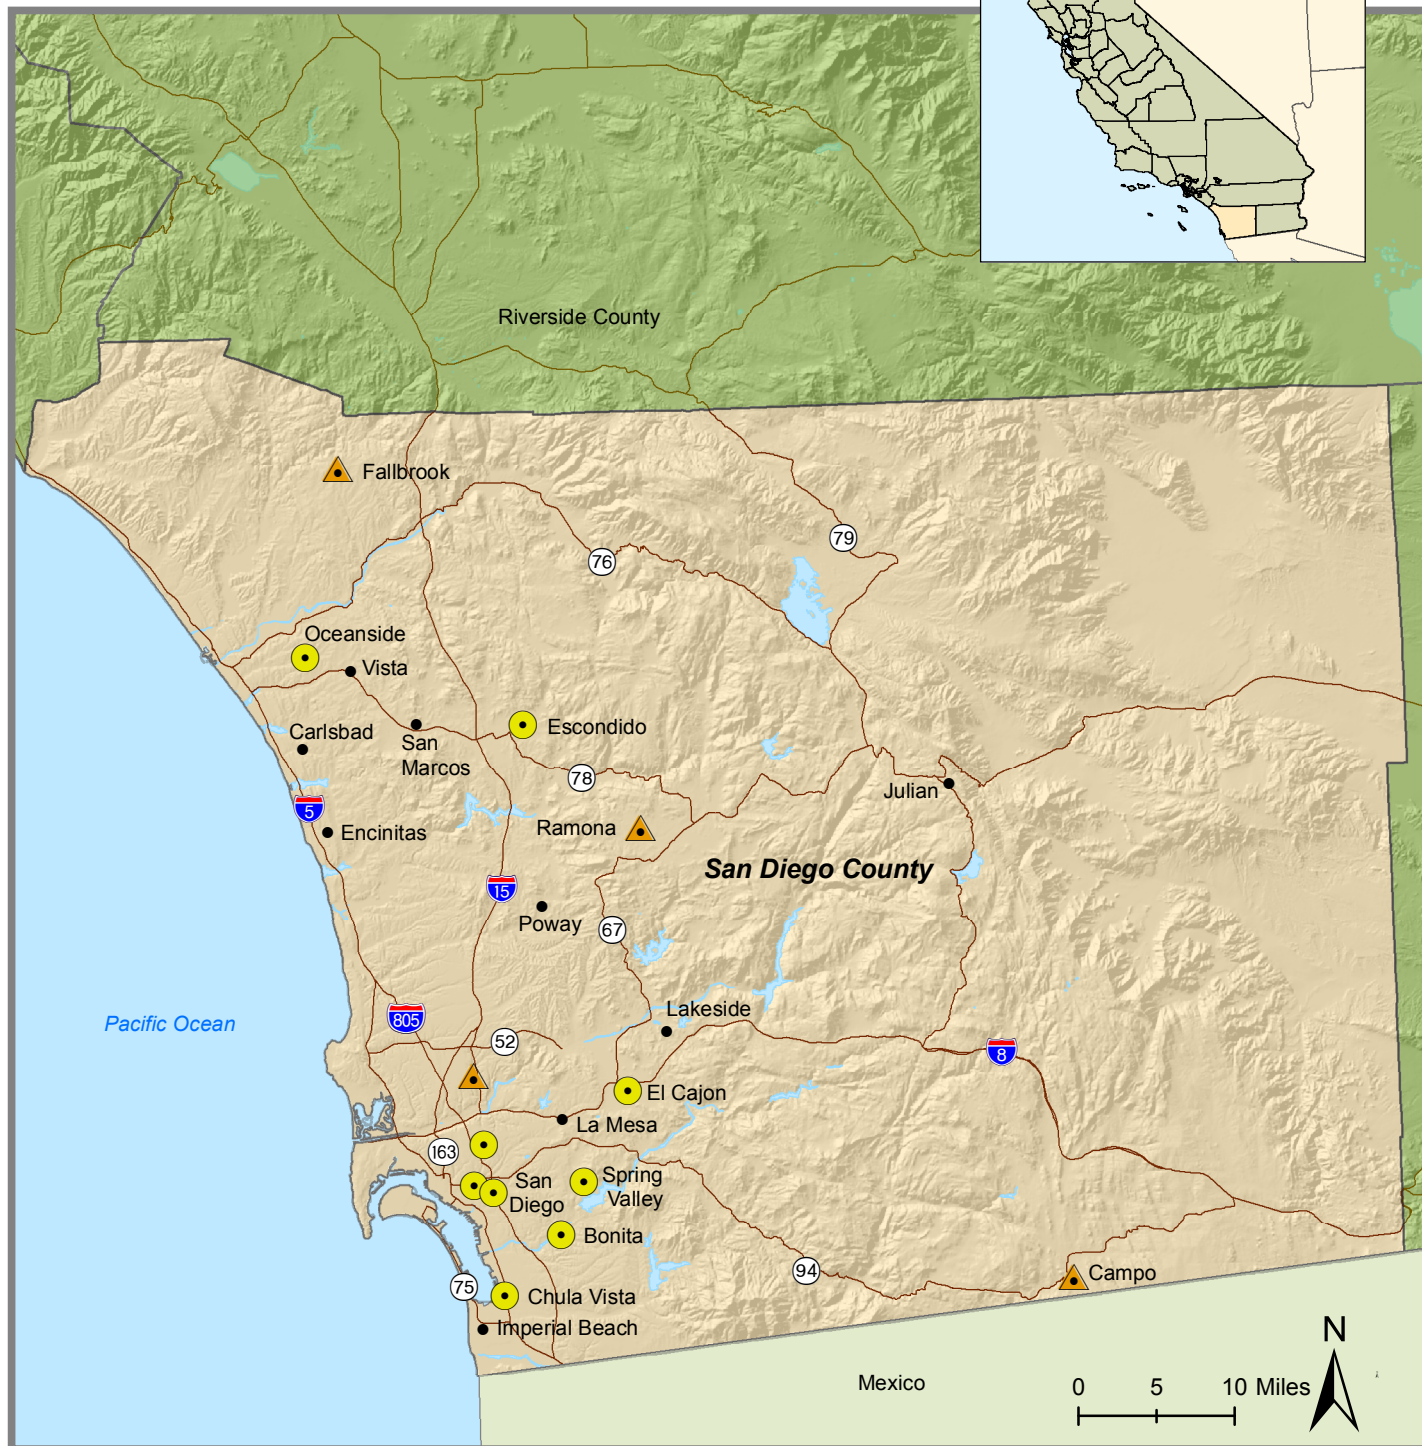 Riverside County
Fallbrook
79
76
Oceanside
Vista
Carlsbad
San
Marcos
Escondido
78
Julian
5
Encinitas
Ramona
San Diego County
15
Poway
67
Pacific Ocean
805
Lakeside
52
8
El Cajon
La Mesa
163
San
Diego
Spring
Valley
Bonita
94
Campo
75
Chula Vista
Imperial Beach
Mexico
N
0 5 10 Miles